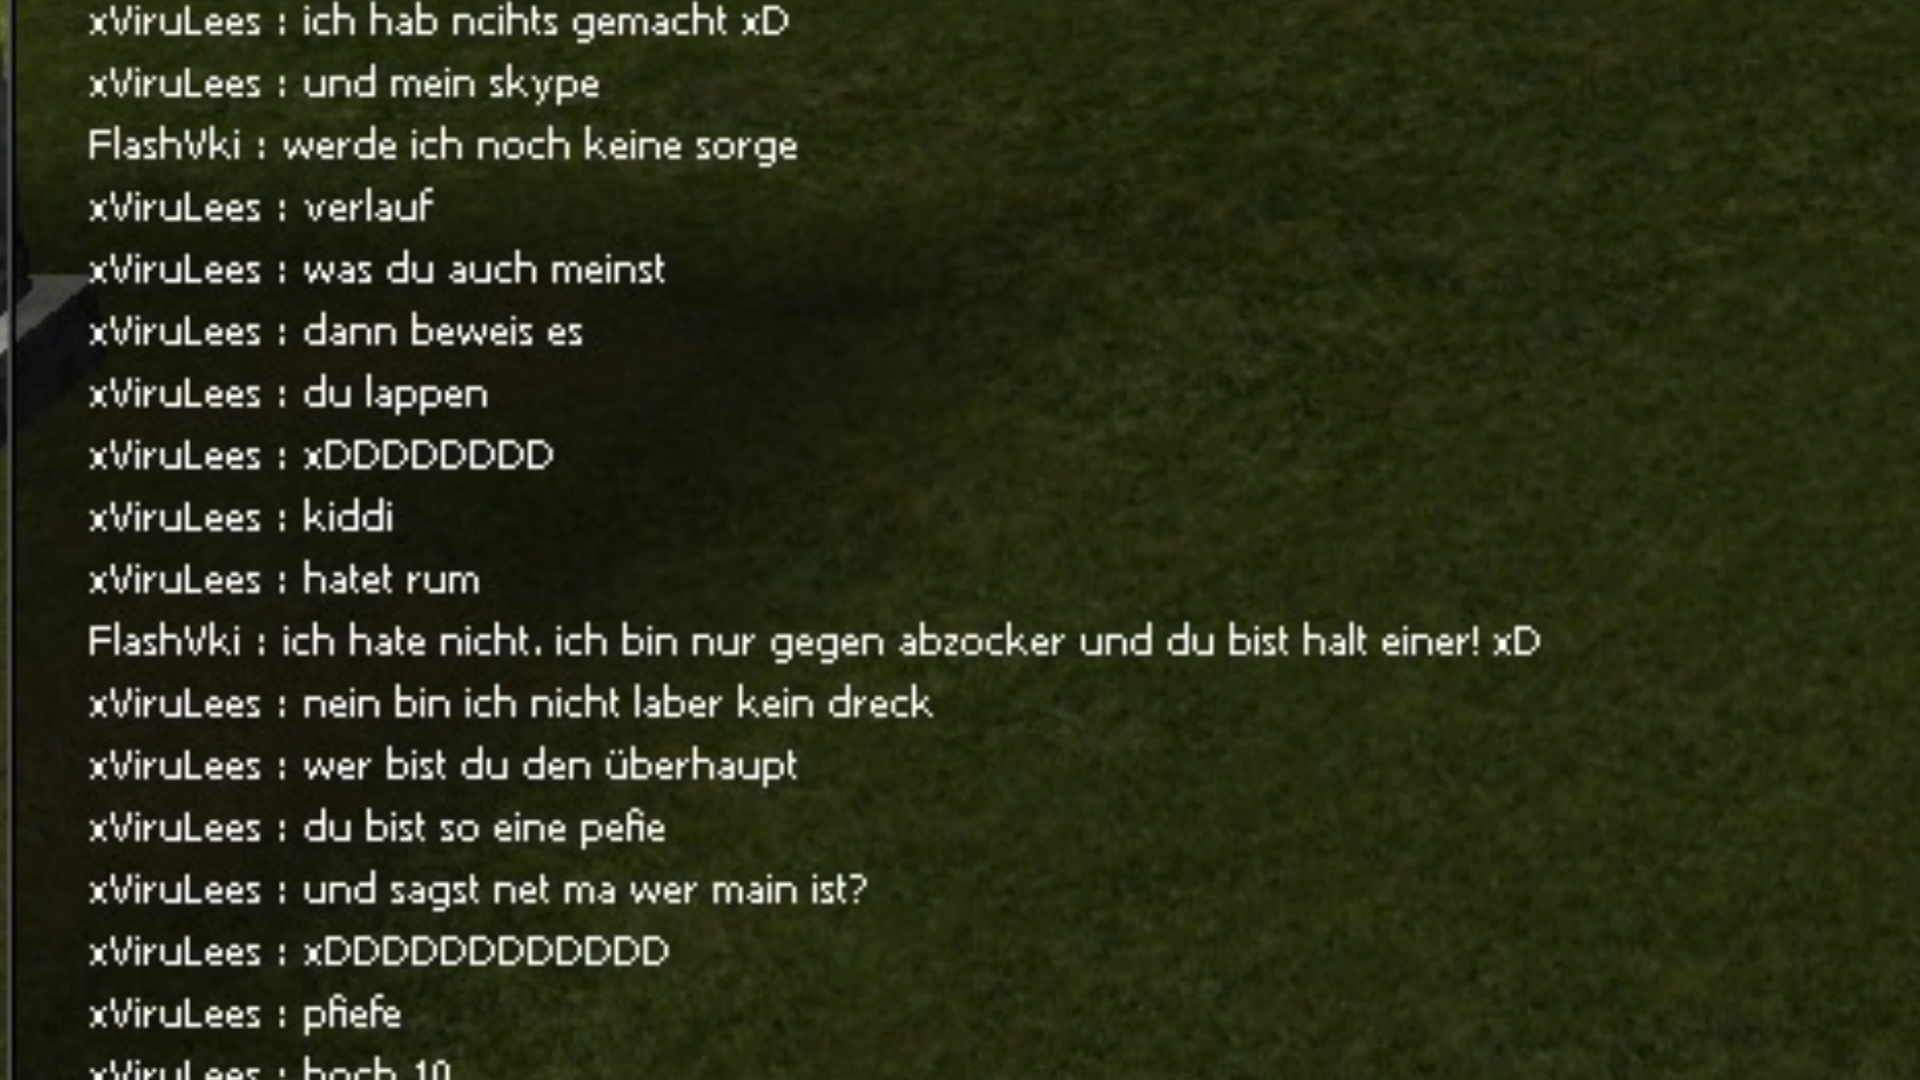 xViruLees : ich hab ncihts gemacht xD
xViruLees : und mein skype
FlashVki : werde ich noch keine sorge
xViruLees : verlauf
xViruLees : was du auch meinst
xViruLees : dann beweis es
xViruLees : du lappen
xViruLees : xDDDDDDDD
xViruLees : kiddi
xViruLees : hatet rum
FlashVki : ich hate nicht. ich bin nur gegen abzocker und du bist halt einer! xD
xViruLees : nein bin ich nicht laber kein dreck
xViruLees : wer bist du den überhaupt
xViruLees : du bist so eine pefie
xViruLees : und sagst net ma wer main ist?
xViruLees : xDDDDDDDDDDDD
xViruLees : pfiefe
xViruLees : hoch 10